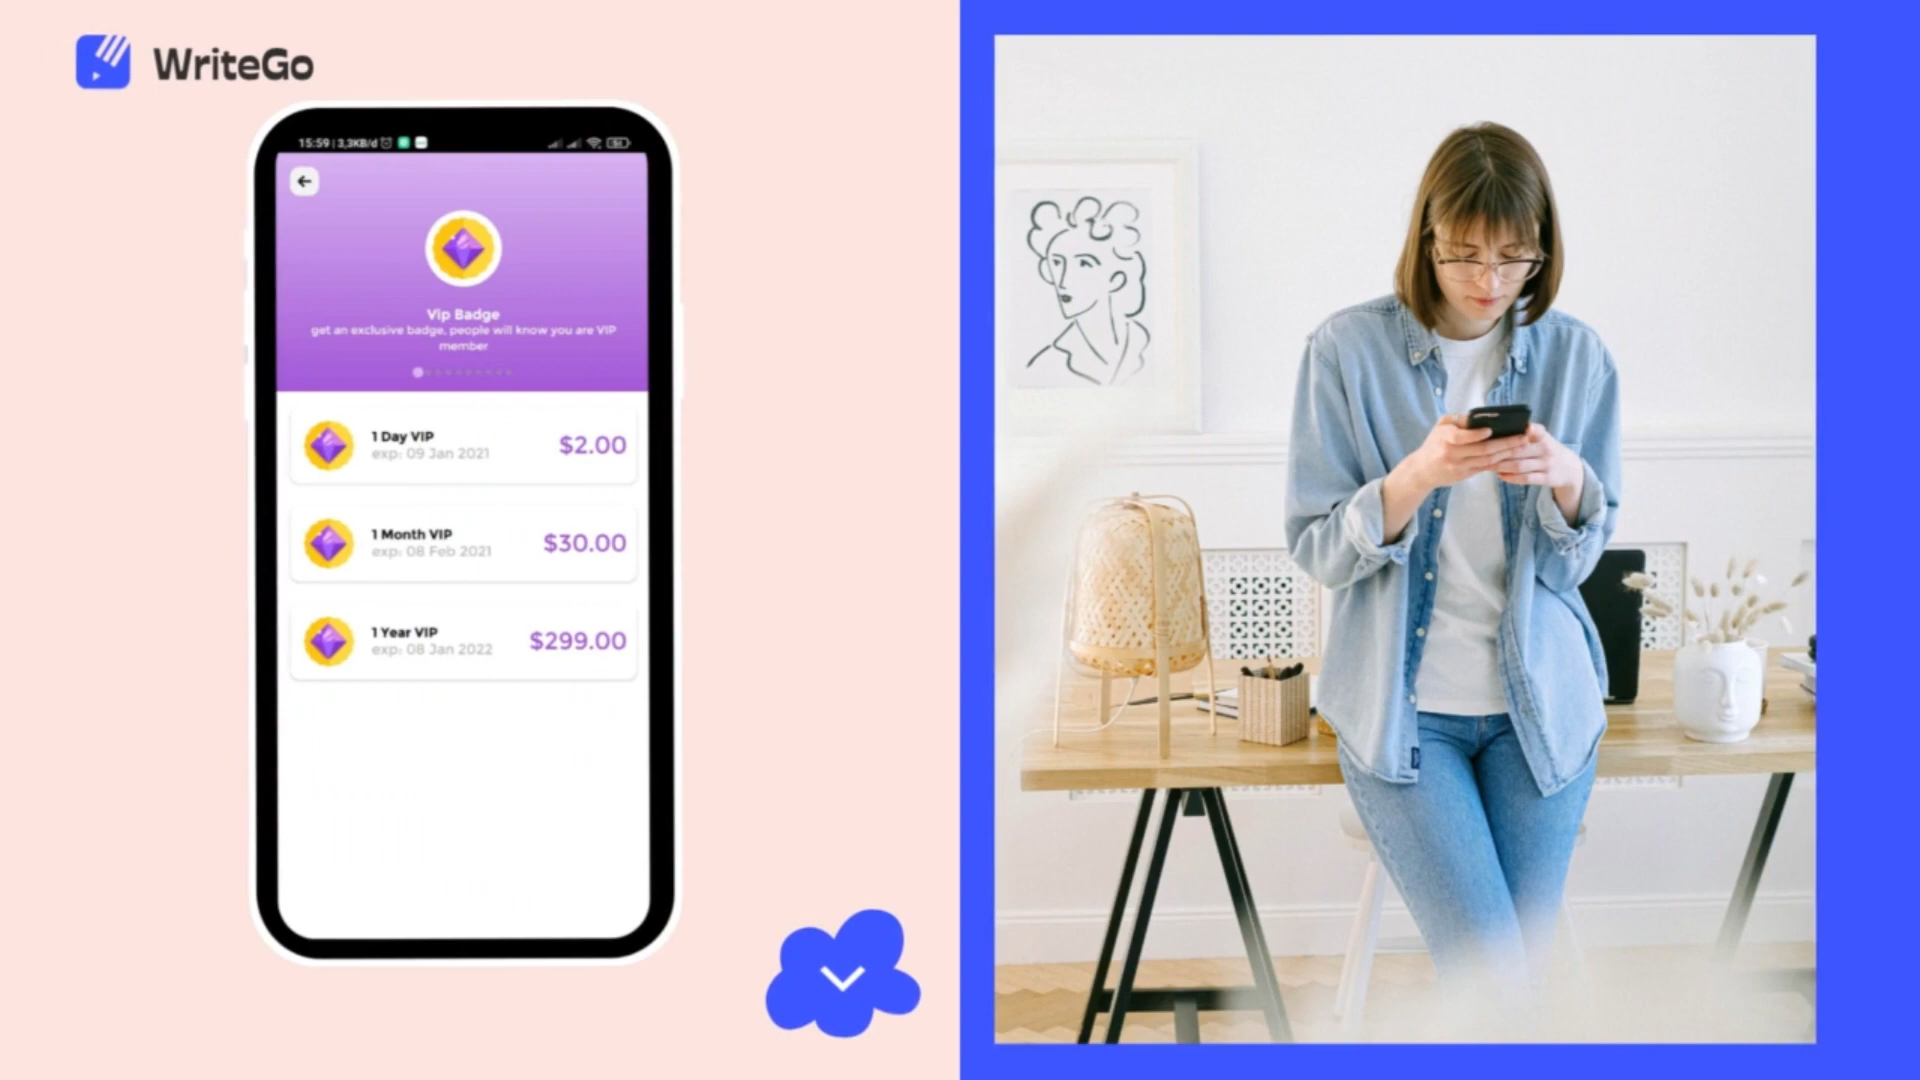 WriteGo
15:59 | 3,3KB/d
Vip Badge
get an exclusive badge, people will know you are VIP
member
1 Day VIP
exp: 09 Jan 2021
$2.00
1 Month VIP
exp: 08 Feb 2021
$30.00
1 Year VIP
exp: 08 Jan 2022
$299.00